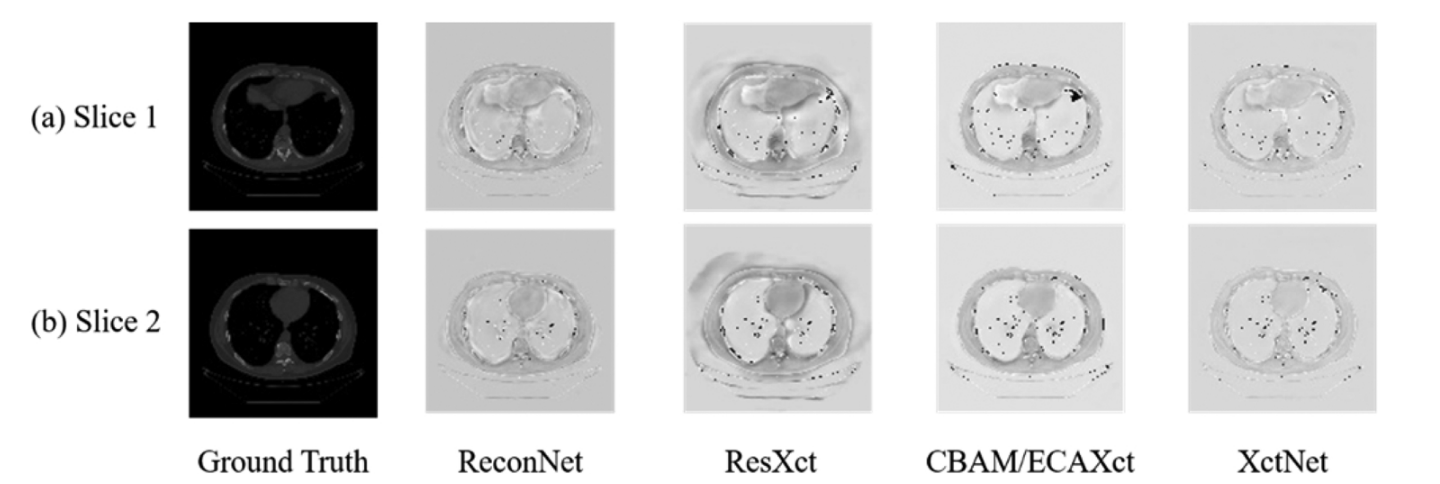 (a) Slice 1
(b) Slice 2
Ground Truth ReconNet ResXct CBAM/ECAXct XctNet